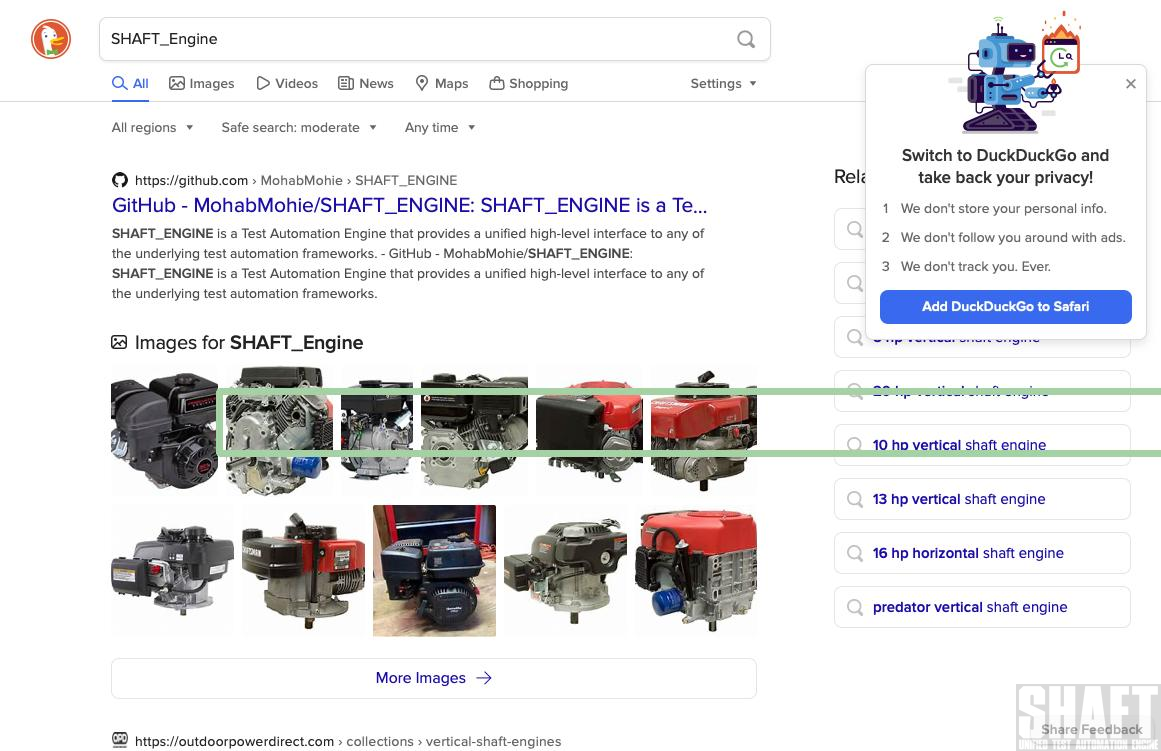 SHAFT_Engine
All
Images
Videos
News
Maps
Shopping
Settings
All regions
Safe search: moderate
Any time
https://github.com › MohabMohie › SHAFT_ENGINE
GitHub - MohabMohie/SHAFT_ENGINE: SHAFT_ENGINE is a Te...
SHAFT_ENGINE is a Test Automation Engine that provides a unified high-level interface to any of
the underlying test automation frameworks. - GitHub - MohabMohie/SHAFT_ENGINE:
SHAFT_ENGINE is a Test Automation Engine that provides a unified high-level interface to any of
the underlying test automation frameworks.
Images for SHAFT_Engine
More Images
https://outdoorpowerdirect.com › collections › vertical-shaft-engines
Switch to DuckDuckGo and
take back your privacy!
1 We don't store your personal info.
2 We don't follow you around with ads.
3 We don't track you. Ever.
Add DuckDuckGo to Safari
Rela
hp vertical shaft engine
hp vertical shaft engine
10 hp vertical shaft engine
13 hp vertical shaft engine
16 hp horizontal shaft engine
predator vertical shaft engine
SHAFT
Share Feedback